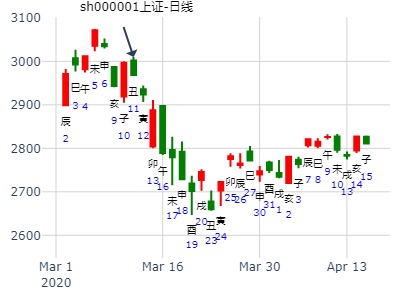 sh000001上证-日线
3100
3000
2900
2800
2700
2600
辰
2
巳
3
午
4
未
5
申
6
亥
9
子
10
丑
11
寅
12
卯
13
午
16
未
17
申
18
酉
19
戌
20
丑
23
寅
24
卯
25
辰
26
巳
27
申
30
酉
31
戌
1
亥
2
子
3
辰
7
巳
8
午
9
未
10
戌
13
亥
14
子
15
Mar 1
2020
Mar 16
Mar 30
Apr 13